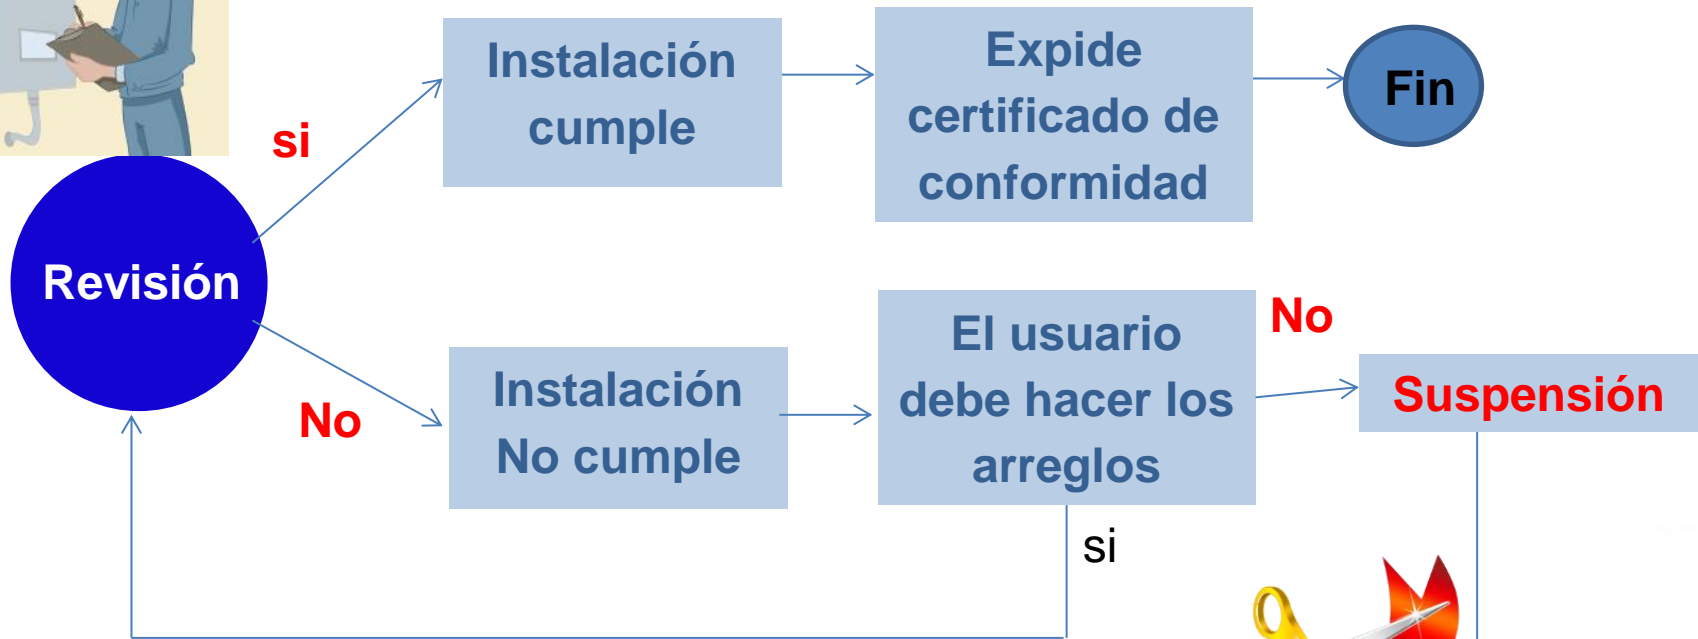 Instalación
cumple
Expide
certificado de
conformidad
Fin
si
Revisión
No
Instalación
No cumple
El usuario
debe hacer los
arreglos
No
Suspensión
si